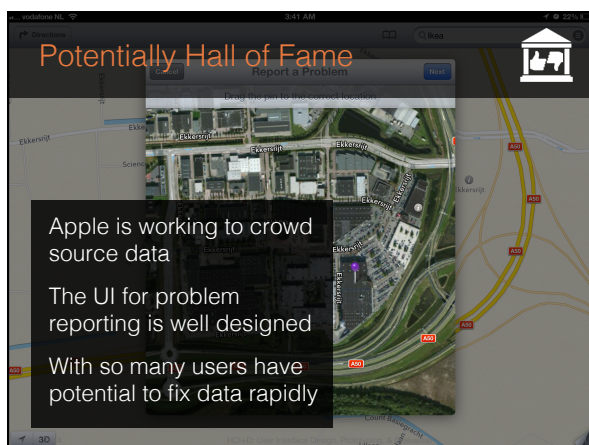 vodafone NL
3:41 AM
22%
Directions
Ikea
Potentially Hall of Fame
Cancel
Report a Problem
Next
Drag the pin to the correct location
Ekkersrijt
Ekkersrijt
Ekkersrijt
Ekkersrijt
A50
Ekkersrijt
A50
Apple is working to crowd
source data
The UI for problem
reporting is well designed
With so many users have
potential to fix data rapidly
Ekkersrijt
Ekkersrijt
A50
A50
A50
A50
3D